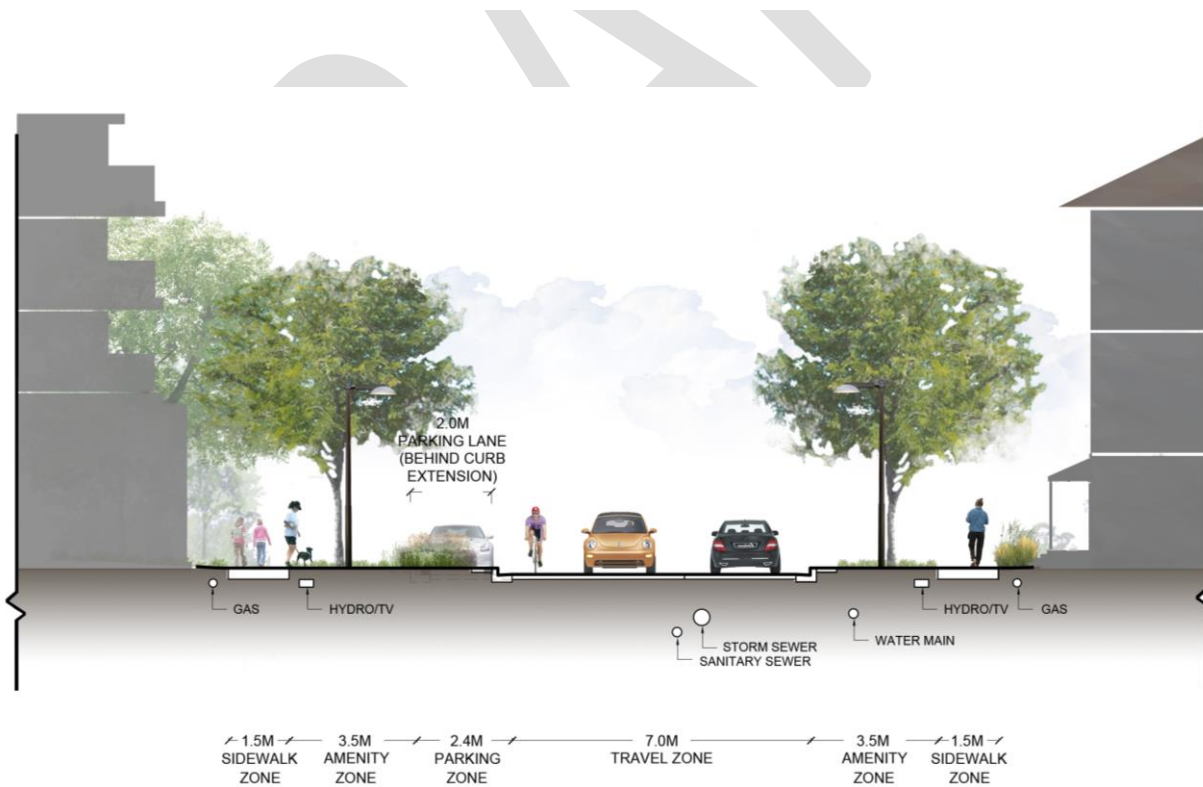 2.0M
PARKING LANE
(BEHIND CURB
EXTENSION)
GAS
HYDRO/TV
HYDRO/TV
GAS
STORM SEWER
SANITARY SEWER
WATER MAIN
1.5M
SIDEWALK
ZONE
3.5M
AMENITY
ZONE
2.4M
PARKING
ZONE
7.0M
TRAVEL ZONE
3.5M
AMENITY
ZONE
1.5M
SIDEWALK
ZONE